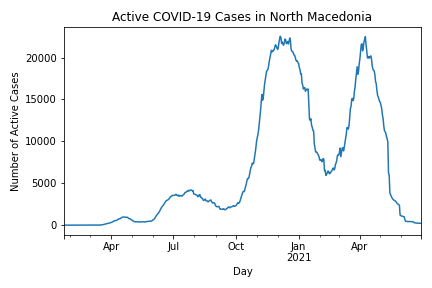 Active COVID-19 Cases in North Macedonia
Number of Active Cases
20000
15000
10000
5000
0
Apr
Jul
Oct
Jan
2021
Apr
Day